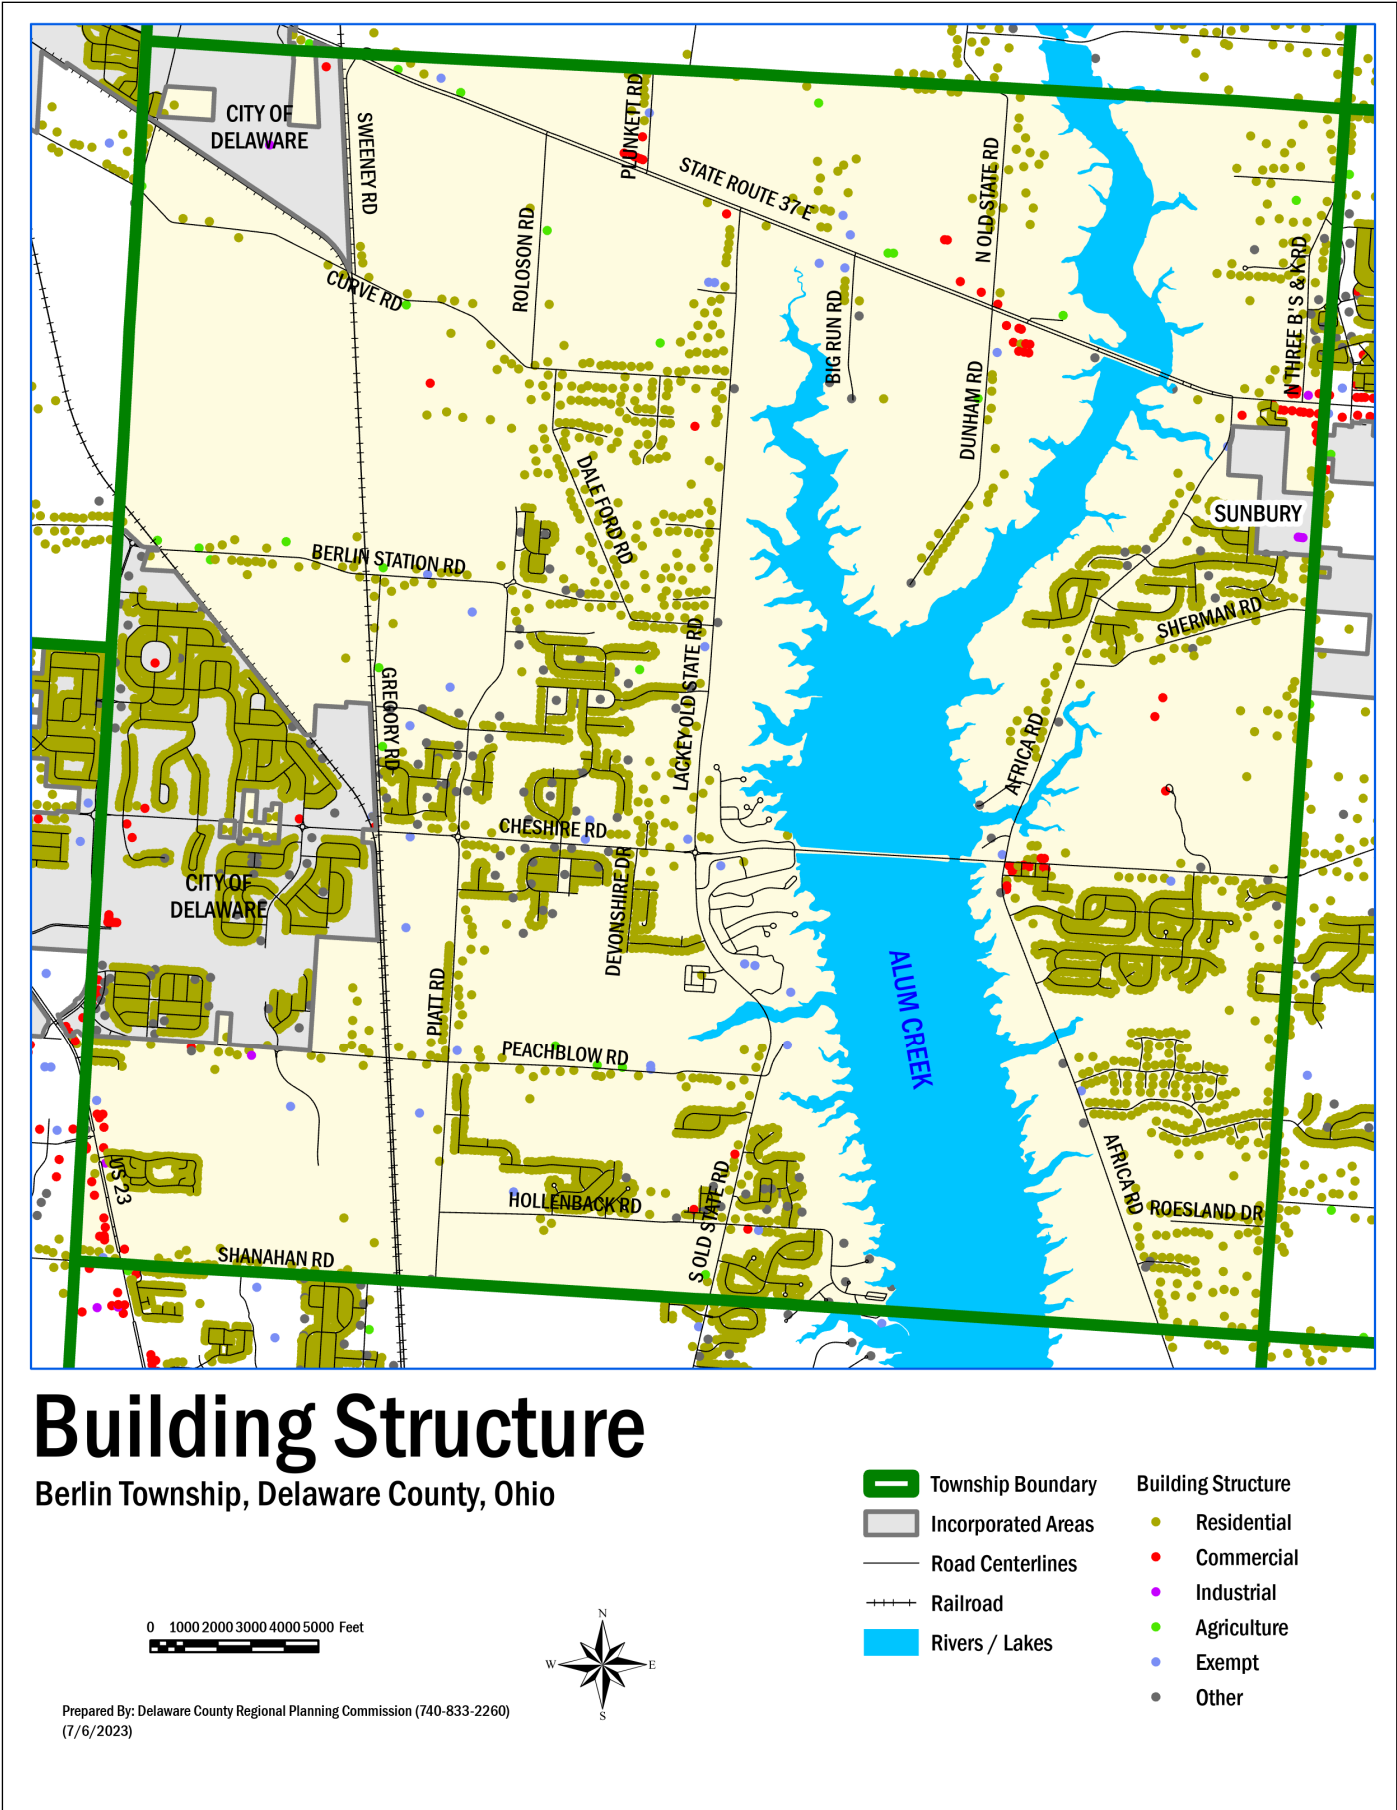 CITY OF
DELAWARE
SWEENEY RD
PLUNKETT RD
STATE ROUTE 37 E
N OLD STATE RD
ROLOSON RD
CURVE RD
BIG RUN RD
N THREE B'S & K RD
DUNHAM RD
DALE FORD RD
SUNBURY
BERLIN STATION RD
SHERMAN RD
GREGORY RD
LACKEY OLD STATE RD
AFRICA RD
CHESHIRE RD
CITY OF
DELAWARE
DEVONSHIRE DR
ALUM CREEK
PIATT RD
PEACHBLOW RD
US 23
HOLLENBACK RD
S OLD STATE RD
AFRICA RD
ROESLAND DR
SHANAHAN RD
Building Structure
Berlin Township, Delaware County, Ohio
Township Boundary
Incorporated Areas
Road Centerlines
Railroad
Rivers / Lakes
Building Structure
Residential
Commercial
Industrial
Agriculture
Exempt
Other
0 1000 2000 3000 4000 5000 Feet
N
W E
S
Prepared By: Delaware County Regional Planning Commission (740-833-2260)
(7/6/2023)